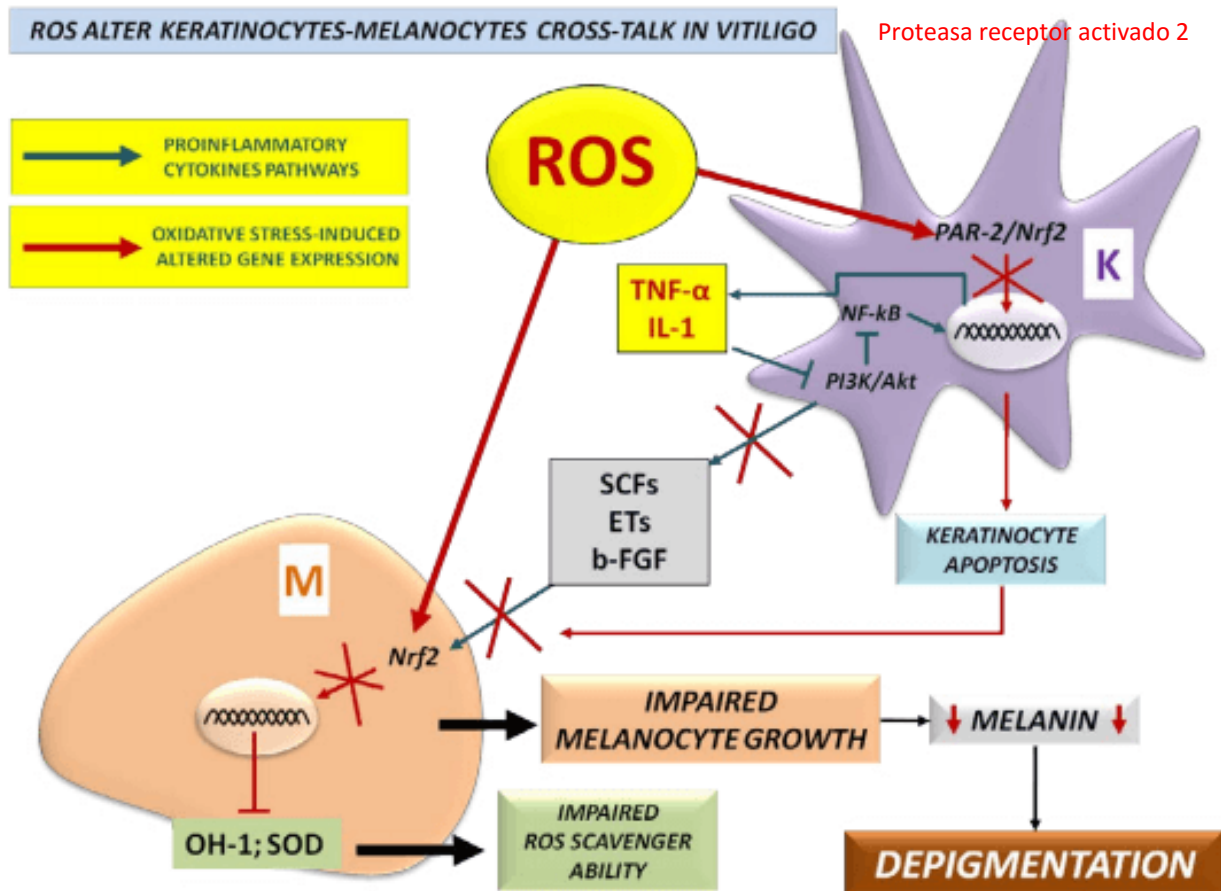 ROS ALTER KERATINOCYTES-MELANOCYTES CROSS-TALK IN VITILIGO
Proteasa receptor activado 2
PROINFLAMMATORY
CYTOKINES PATHWAYS
OXIDATIVE STRESS-INDUCED
ALTERED GENE EXPRESSION
ROS
PAR-2/Nrf2
K
TNF-α
IL-1
NF-kB
PI3K/Akt
SCFs
ETs
b-FGF
KERATINOCYTE
APOPTOSIS
M
Nrf2
IMPAIRED
MELANOCYTE GROWTH
MELANIN
OH-1; SOD
IMPAIRED
ROS SCAVENGER
ABILITY
DEPIGMENTATION